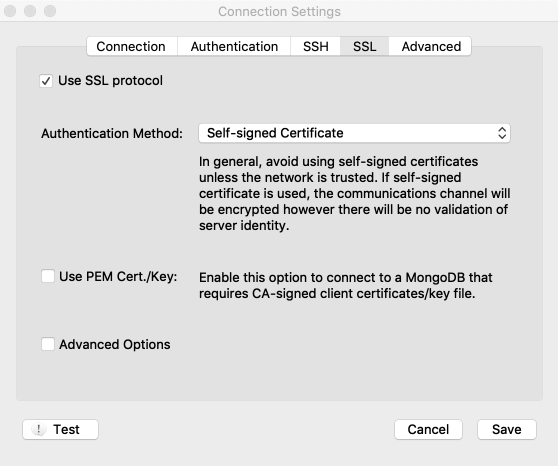 Connection Settings
Connection Authentication SSH SSL Advanced
Use SSL protocol
Authentication Method: Self-signed Certificate
In general, avoid using self-signed certificates
unless the network is trusted. If self-signed
certificate is used, the communications channel will
be encrypted however there will be no validation of
server identity.
Use PEM Cert./Key: Enable this option to connect to a MongoDB that
requires CA-signed client certificates/key file.
Advanced Options
! Test Cancel Save